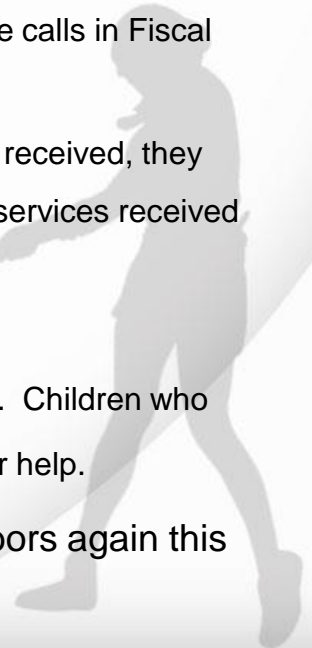 e calls in Fiscal
received, they
services received
. Children who
r help.
oors again this